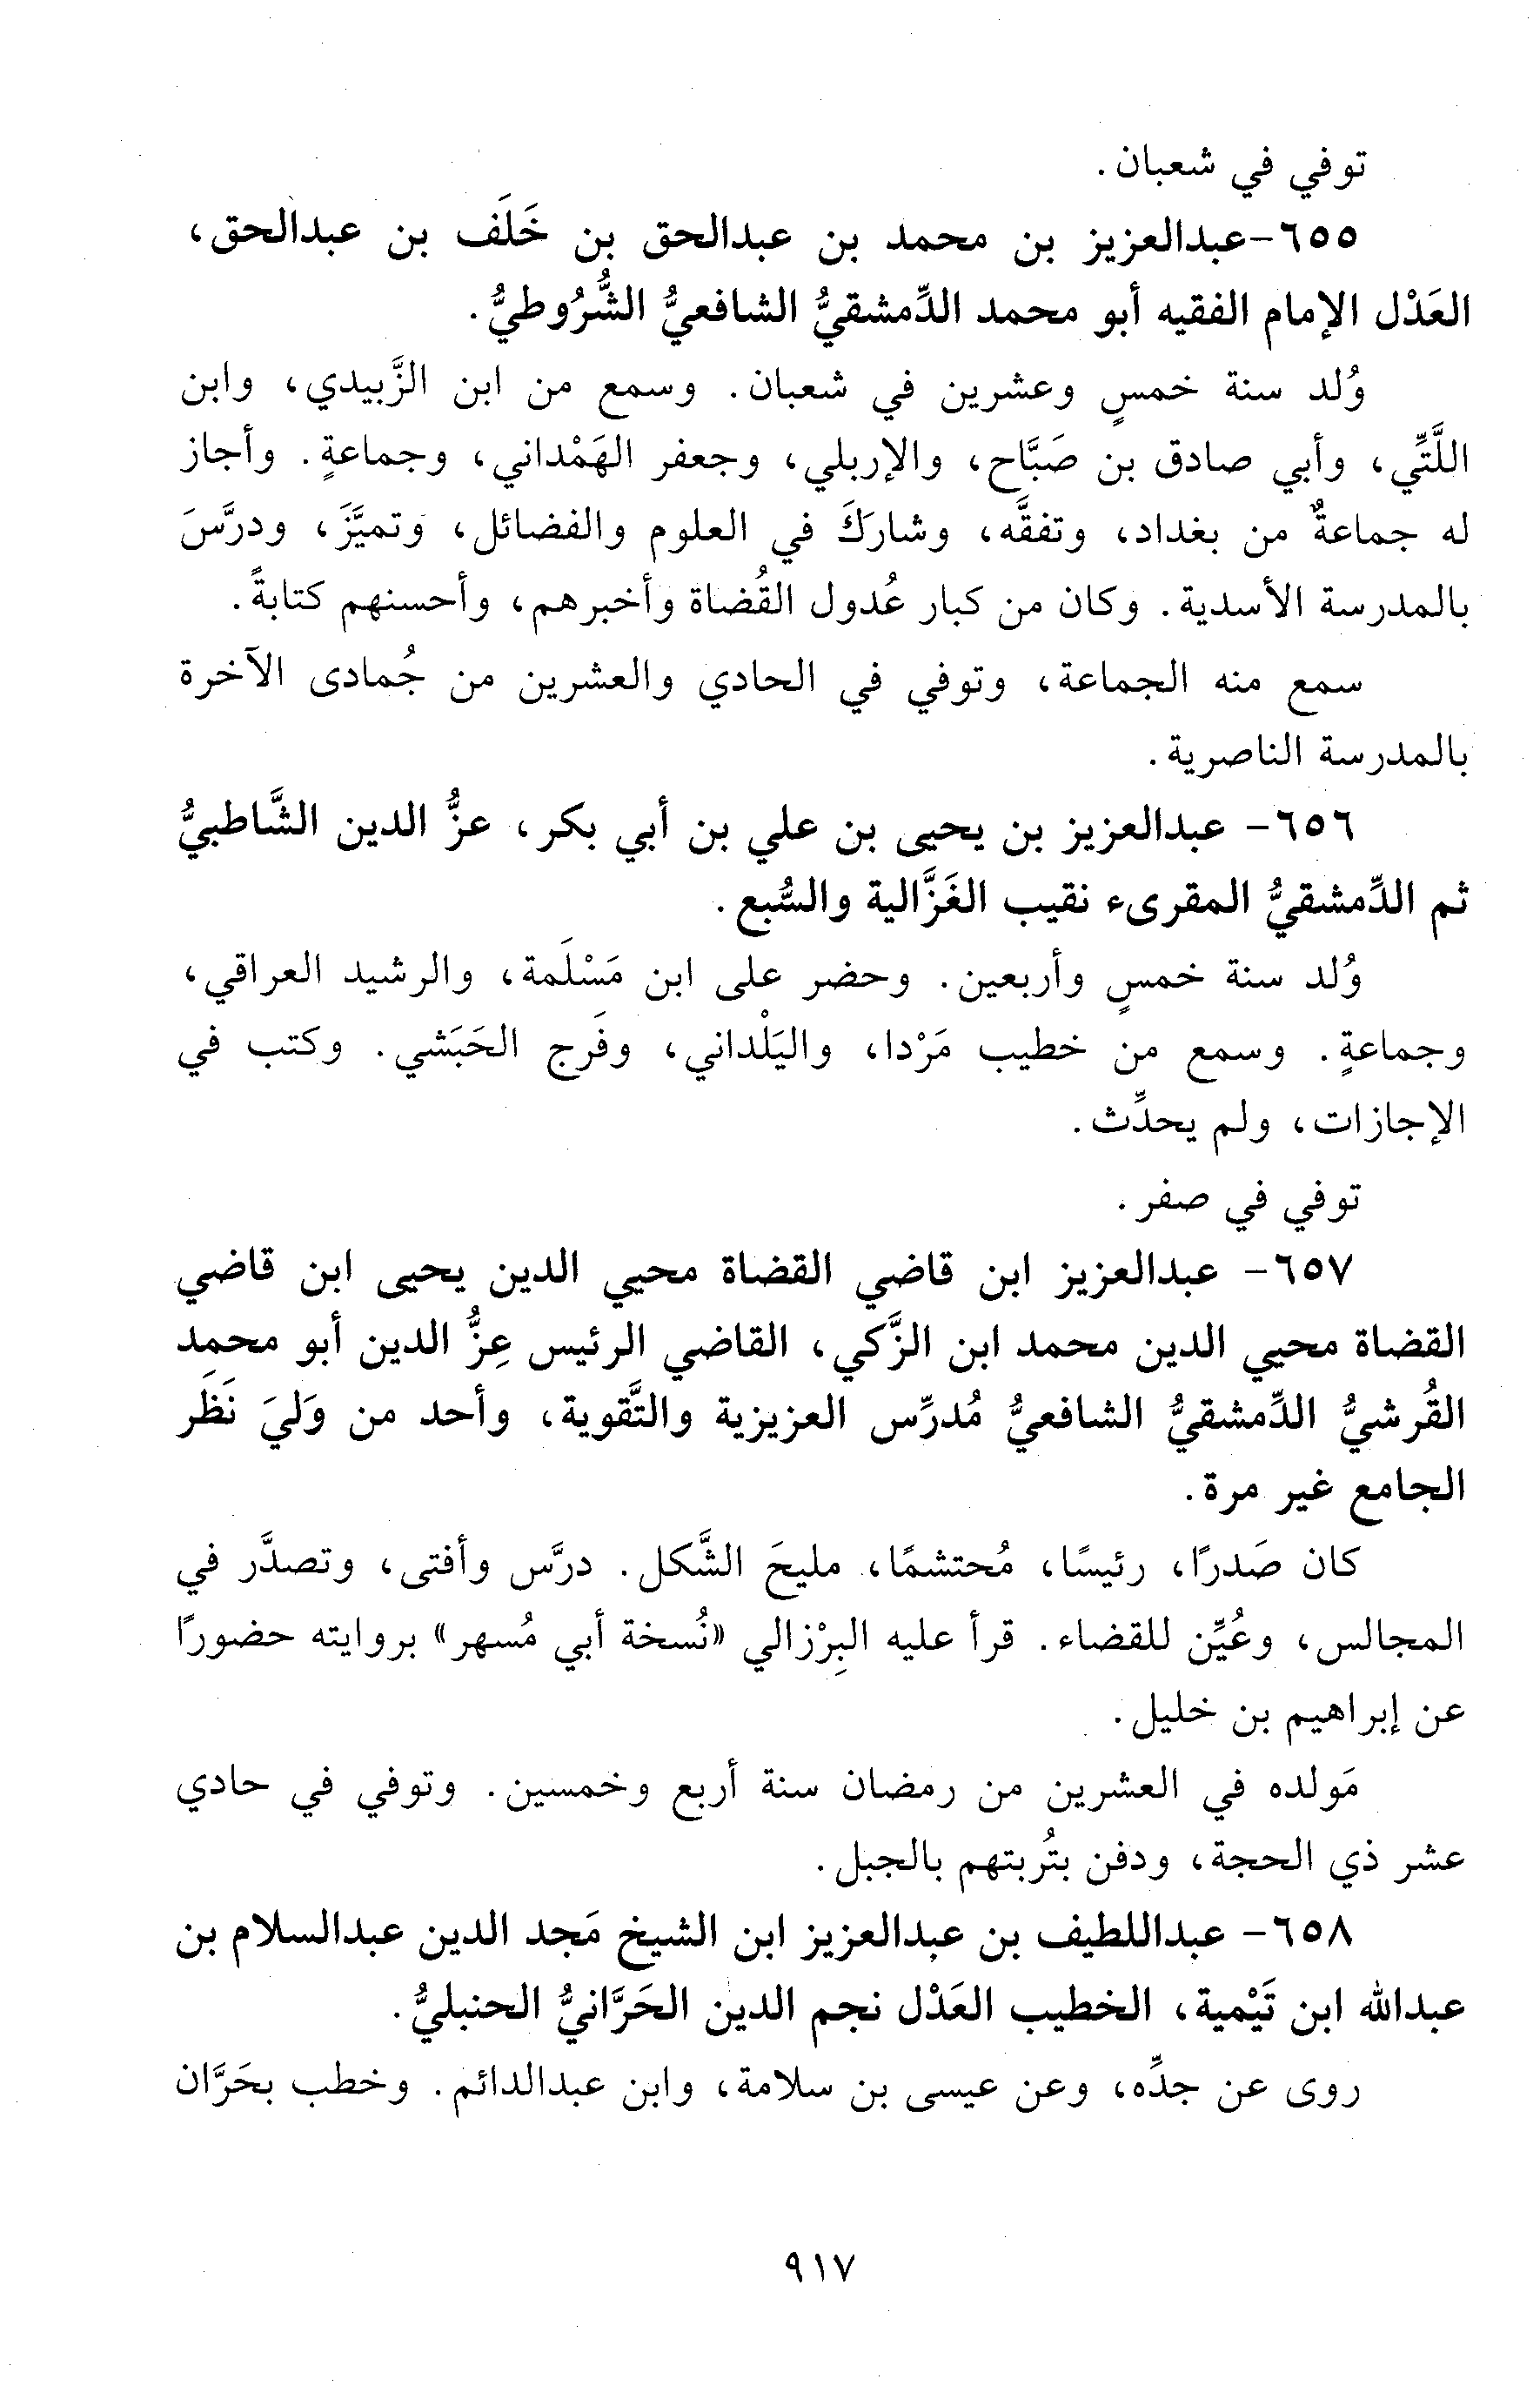 توفي في شعبان.
٦٥٥-عبدالعزيز بن محمد بن عبدالحق بن خَلَف بن عبدالحق،
العَدْل الإمام الفقيه أبو محمد الدِّمشقيُّ الشافعيُّ الشُّرُوطيُّ.
وُلد سنة خمسٍ وعشرين في شعبان. وسمع من ابن الزَّبيدي، وابن
اللَّتِّي، وأبي صادق بن صَبَّاح، والإربلي، وجعفر الهَمْداني، وجماعةٍ. وأجاز
له جماعةٌ من بغداد، وتفقَّه، وشارَكَ في العلوم والفضائل، وتميَّزَ، ودرَّسَ
بالمدرسة الأسدية. وكان من كبار عُدول القُضاة وأخبرهم، وأحسنهم كتابةً.
سمع منه الجماعة، وتوفي في الحادي والعشرين من جُمادى الآخرة
بالمدرسة الناصرية.
٦٥٦- عبدالعزيز بن يحيى بن علي بن أبي بكر، عزُّ الدين الشَّاطبيُّ
ثم الدِّمشقيُّ المقرىء نقيب الغَزَّالية والسُّبع.
وُلد سنة خمسٍ وأربعين. وحضر على ابن مَسْلَمة، والرشيد العراقي،
وجماعةٍ. وسمع من خطيب مَرْدا، واليَلْداني، وفَرج الحَبَشي. وكتب في
الإجازات، ولم يحدِّث.
توفي في صفر.
٦٥٧- عبدالعزيز ابن قاضي القضاة محيي الدين يحيى ابن قاضي
القضاة محيي الدين محمد ابن الزَّكي، القاضي الرئيس عِزُّ الدين أبو محمد
القُرشيُّ الدِّمشقيُّ الشافعيُّ مُدرِّس العزيزية والتَّقوية، وأحد من وَليَ نَظَر
الجامع غير مرة.
كان صَدرًا، رئيسًا، مُحتشمًا، مليحَ الشَّكل. درَّس وأفتى، وتصدَّر في
المجالس، وعُيِّن للقضاء. قرأ عليه البِرْزالي «نُسخة أبي مُسهر» بروايته حضورًا
عن إبراهيم بن خليل.
مَولده في العشرين من رمضان سنة أربع وخمسين. وتوفي في حادي
عشر ذي الحجة، ودفن بتُربتهم بالجبل.
٦٥٨- عبداللطيف بن عبدالعزيز ابن الشيخ مَجد الدين عبدالسلام بن
عبدالله ابن تَيْمية، الخطيب العَدْل نجم الدين الحَرَّانيُّ الحنبليُّ.
روى عن جدِّه، وعن عيسى بن سلامة، وابن عبدالدائم. وخطب بحَرَّان
٩١٧